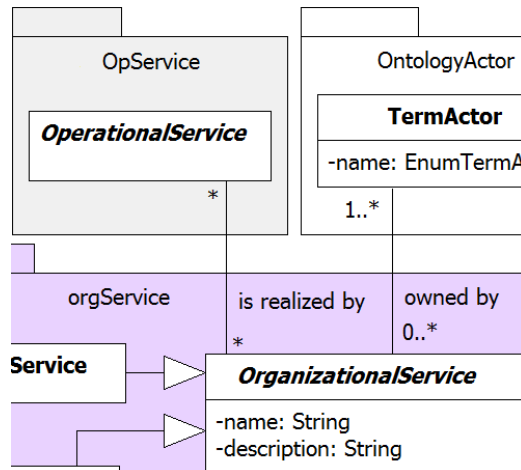 OpService
OntologyActor
OperationalService
TermActor
-name: EnumTermA
*
1..*
orgService
is realized by
owned by
*
0..*
Service
OrganizationalService
-name: String
-description: String